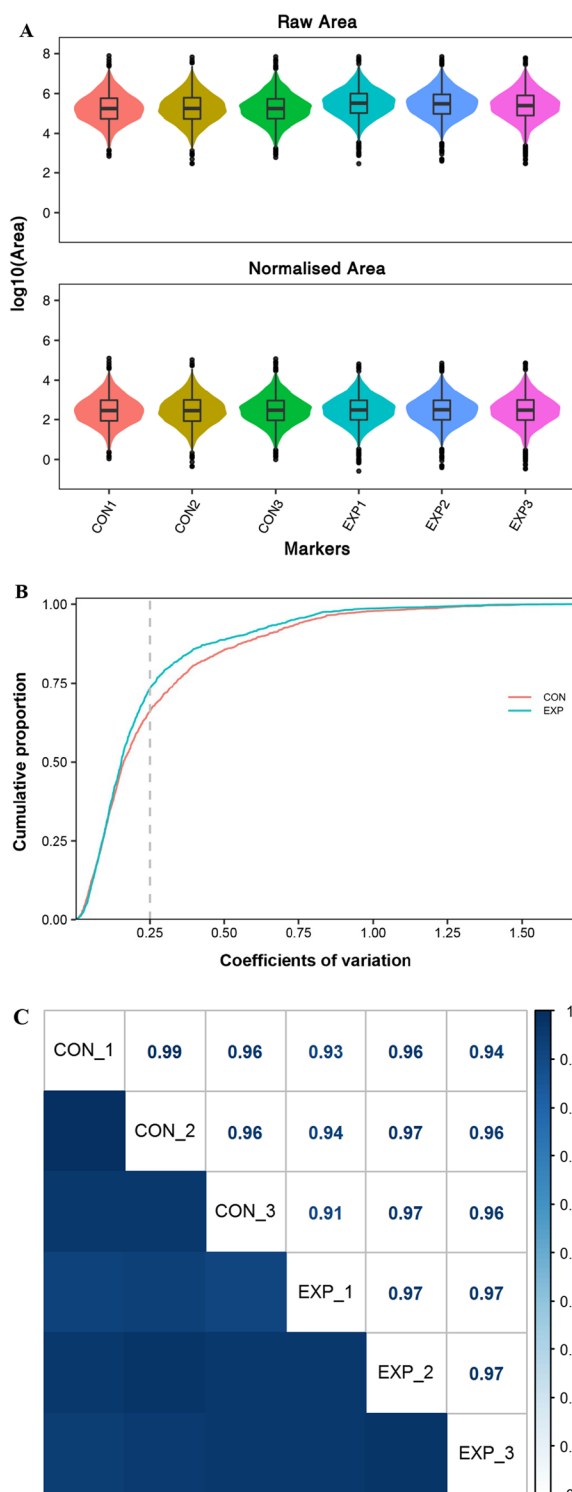 A
Raw Area
8
6
4
2
0
log10(Area)
Normalised Area
8
6
4
2
0
CON1 CON2 CON3 EXP1 EXP2 EXP3
Markers
B
1.00
0.75
0.50
0.25
0.00
Cumulative proportion
CON
EXP
0.25 0.50 0.75 1.00 1.25 1.50
Coefficients of variation
C
CON_1 0.99 0.96 0.93 0.96 0.94
CON_2 0.96 0.94 0.97 0.96
CON_3 0.91 0.97 0.96
EXP_1 0.97 0.97
EXP_2 0.97
EXP_3
1